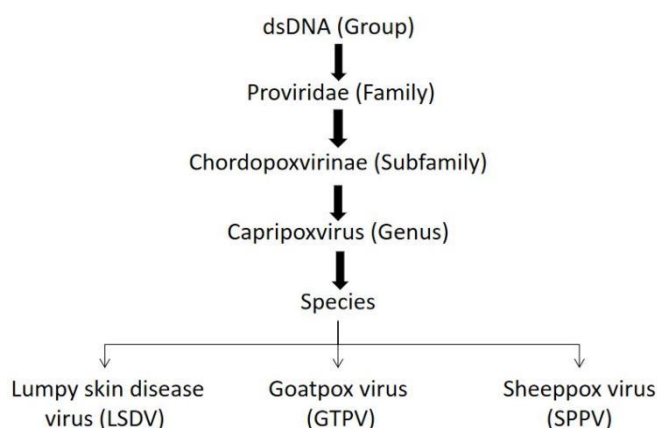 dsDNA (Group)
Proviridae (Family)
Chordopoxvirinae (Subfamily)
Capripoxvirus (Genus)
Species
Lumpy skin disease
virus (LSDV)
Goatpox virus
(GTPV)
Sheeppox virus
(SPPV)